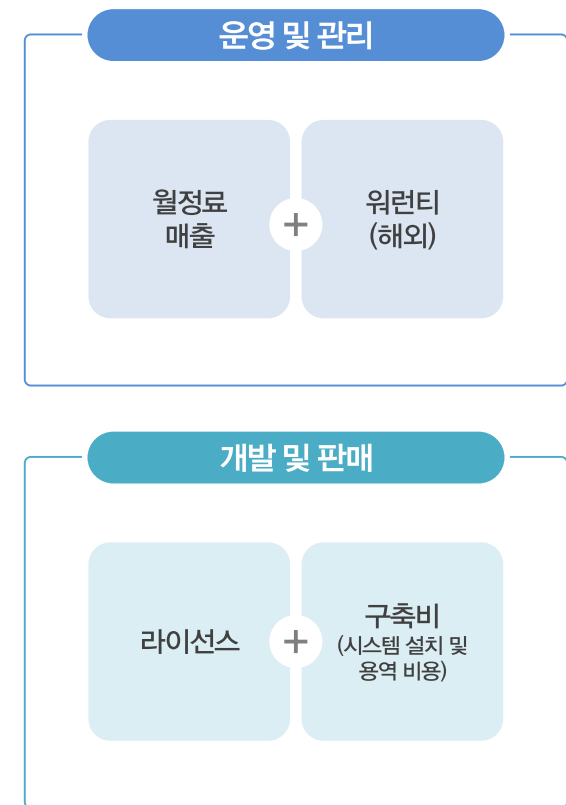 운영 및 관리
월정료
매출
+
워런티
(해외)
개발 및 판매
라이선스
+
구축비
(시스템 설치 및
용역 비용)